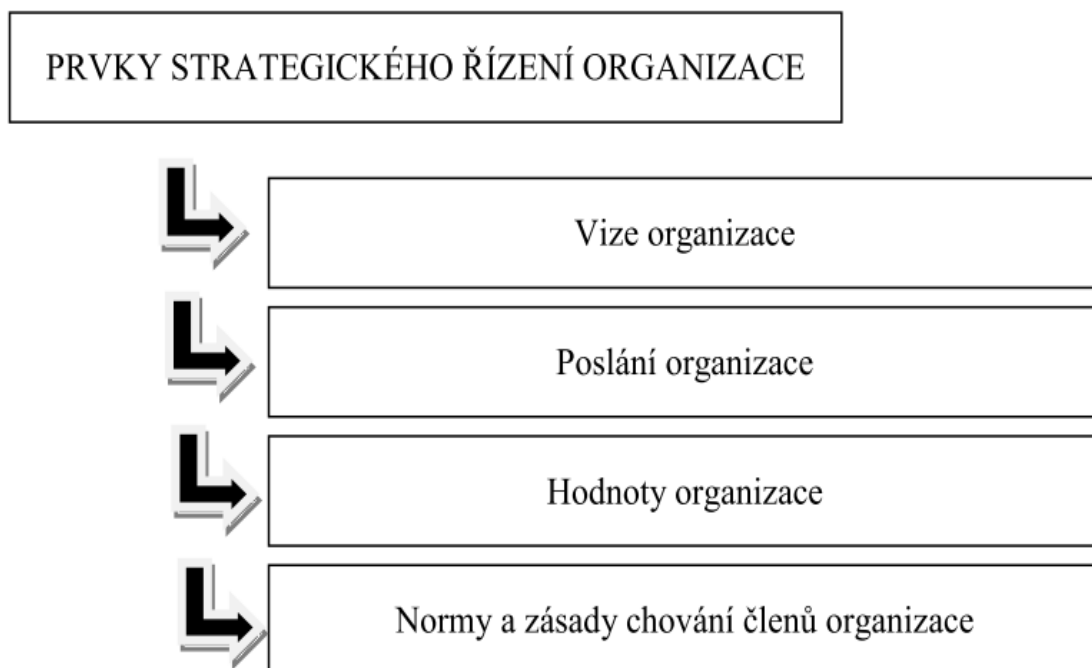 PRVKY STRATEGICKÉHO ŘÍZENÍ ORGANIZACE
Vize organizace
Poslání organizace
Hodnoty organizace
Normy a zásady chování členů organizace